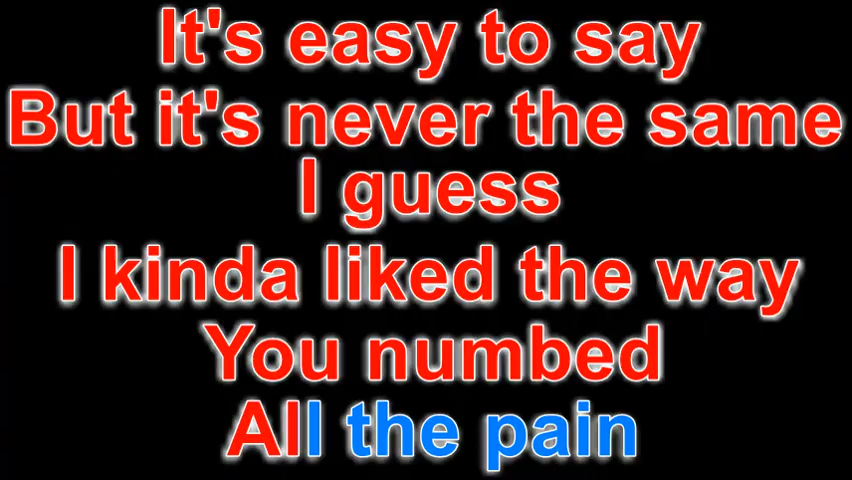 It's easy to say
But it's never the same
I guess
I kinda liked the way
You numbed
All the pain